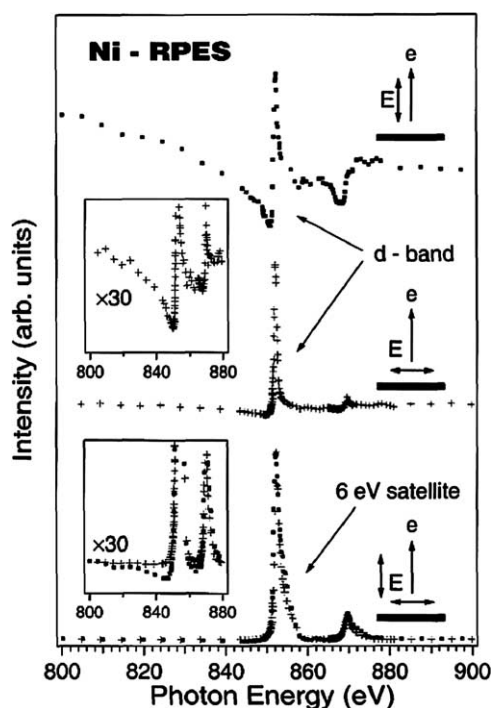 Ni - RPES
e
E
×30
d - band
800 840 880
e
E
Intensity (arb. units)
6 eV satellite
e
×30
E
800 840 880
800 820 840 860 880 900
Photon Energy (eV)